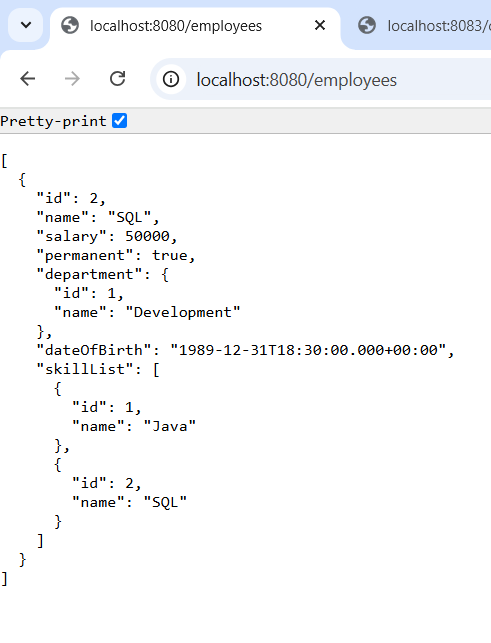 localhost:8080/employees
localhost:8083/
localhost:8080/employees
Pretty-print
[
  {
    "id": 2,
    "name": "SQL",
    "salary": 50000,
    "permanent": true,
    "department": {
      "id": 1,
      "name": "Development"
    },
    "dateOfBirth": "1989-12-31T18:30:00.000+00:00",
    "skillList": [
      {
        "id": 1,
        "name": "Java"
      },
      {
        "id": 2,
        "name": "SQL"
      }
    ]
  }
]